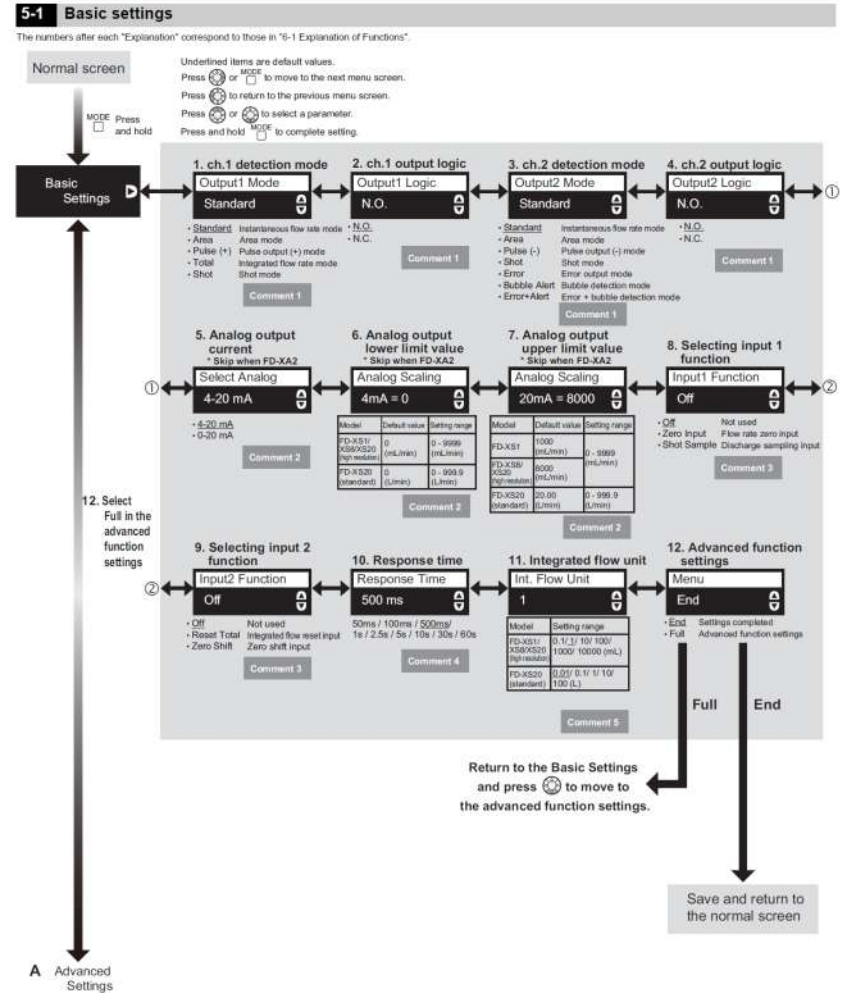 5-1 Basic settings
The numbers after each "Explanation" correspond to those in "6-1 Explanation of Functions".
Normal screen
Underlined items are default values.
Press or MODE to move to the next menu screen.
Press to return to the previous menu screen.
Press or to select a parameter.
Press and hold MODE to complete setting.
MODE Press
and hold
Basic
Settings
1. ch.1 detection mode
Output1 Mode
Standard
• Standard Instantaneous flow rate mode
• Area Area mode
• Pulse (+) Pulse output (+) mode
• Total Integrated flow rate mode
• Shot Shot mode
Comment 1
2. ch.1 output logic
Output1 Logic
N.O.
• N.O.
• N.C.
Comment 1
3. ch.2 detection mode
Output2 Mode
Standard
• Standard Instantaneous flow rate mode
• Area Area mode
• Pulse (-) Pulse output (-) mode
• Shot Shot mode
• Error Error output mode
• Bubble Alert Bubble detection mode
• Error+Alert Error + bubble detection mode
Comment 1
4. ch.2 output logic
Output2 Logic
N.O.
• N.O.
• N.C.
Comment 1
①
①
5. Analog output
current
* Skip when FD-XA2
Select Analog
4-20 mA
• 4-20 mA
• 0-20 mA
Comment 2
6. Analog output
lower limit value
* Skip when FD-XA2
Analog Scaling
4mA = 0
Model Default value Setting range
FD-XS1/
XS8/XS20
(high resolution)
0
(mL/min)
0 - 9999
(mL/min)
FD-XS20
(standard)
0
(L/min)
0 - 999.9
(L/min)
Comment 2
7. Analog output
upper limit value
* Skip when FD-XA2
Analog Scaling
20mA = 8000
Model Default value Setting range
FD-XS1
1000
(mL/min)
0 - 9999
(mL/min)
FD-XS8/
XS20
(high resolution)
8000
(mL/min)
FD-XS20
(standard)
20.00
(L/min)
0 - 999.9
(L/min)
Comment 2
8. Selecting input 1
function
Input1 Function
Off
• Off Not used
• Zero Input Flow rate zero input
• Shot Sample Discharge sampling input
Comment 3
②
12. Select
Full in the
advanced
function
settings
②
9. Selecting input 2
function
Input2 Function
Off
• Off Not used
• Reset Total Integrated flow reset input
• Zero Shift Zero shift input
Comment 3
10. Response time
Response Time
500 ms
50ms / 100ms / 500ms/
1s / 2.5s / 5s / 10s / 30s / 60s
Comment 4
11. Integrated flow unit
Int. Flow Unit
1
Model Setting range
FD-XS1/
XS8/XS20
(high resolution)
0.1/ 1/ 10/ 100/
1000/ 10000 (mL)
FD-XS20
(standard)
0.01/ 0.1/ 1/ 10/
100 (L)
Comment 5
12. Advanced function
settings
Menu
End
• End Settings completed
• Full Advanced function settings
Full
End
Return to the Basic Settings
and press to move to
the advanced function settings.
Save and return to
the normal screen
A Advanced
Settings